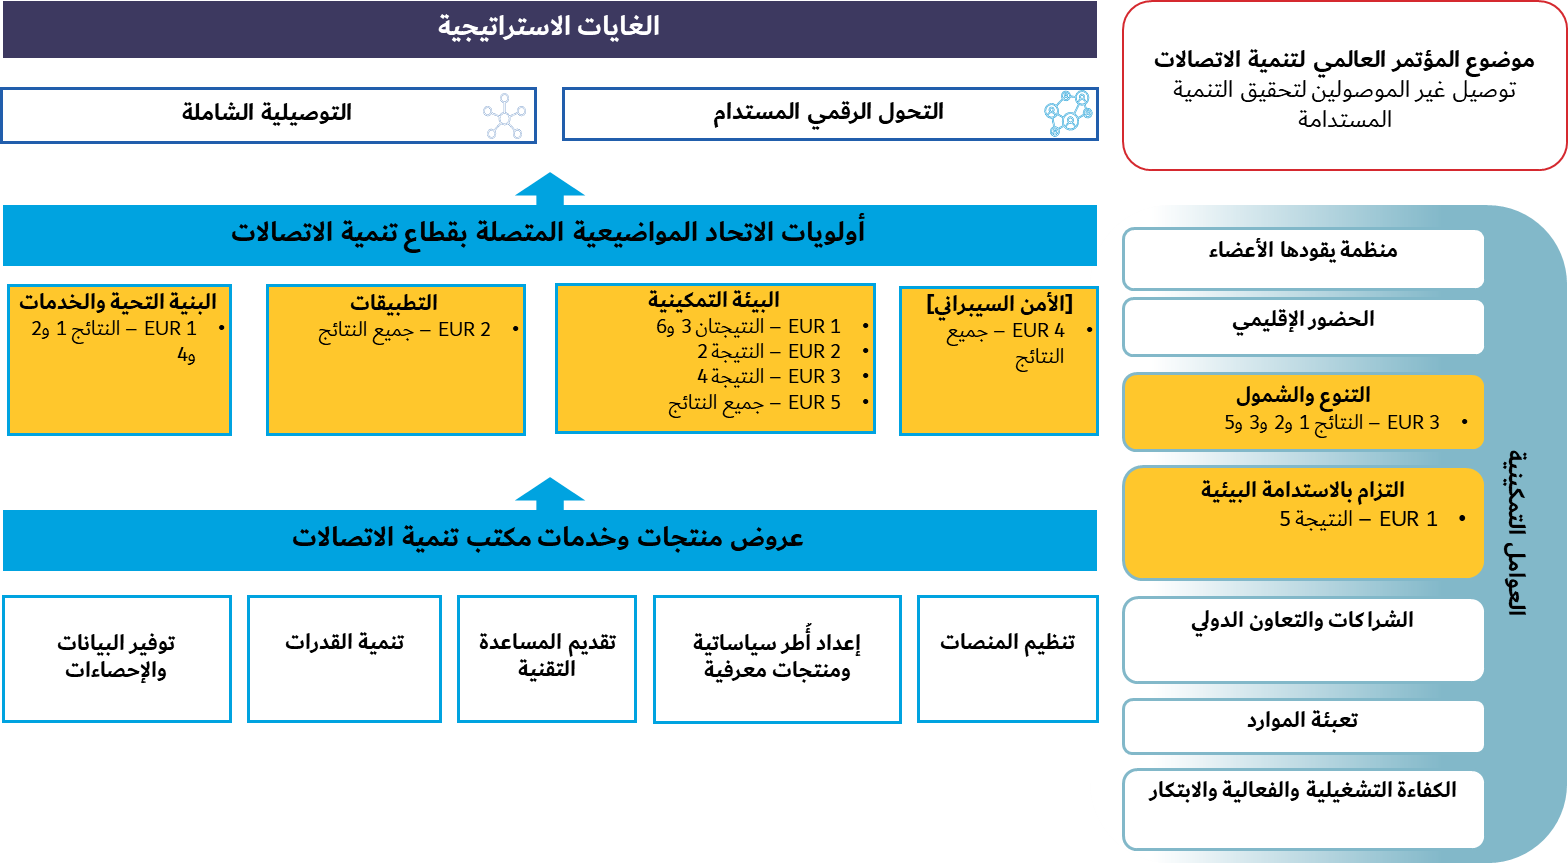 الغايات الاستراتيجية
موضوع المؤتمر العالمي لتنمية الاتصالات
توصيل غير الموصولين لتحقيق التنمية
المستدامة
التحول الرقمي المستدام
التوصيلية الشاملة
أولويات الاتحاد المواضيعية المتصلة بقطاع تنمية الاتصالات
[الأمن السيبراني]
• EUR 4 – جميع
النتائج
البيئة التمكينية
• EUR 1 – النتيجتان 3 و6
• EUR 2 – النتيجة 2
• EUR 3 – النتيجة 4
• EUR 5 – جميع النتائج
التطبيقات
• EUR 2 – جميع النتائج
البنية التحية والخدمات
• EUR 1 – النتائج 1 و2
و4
عروض منتجات وخدمات مكتب تنمية الاتصالات
تنظيم المنصات
إعداد أُطر سياساتية
ومنتجات معرفية
تقديم المساعدة
التقنية
تنمية القدرات
توفير البيانات
والإحصاءات
العوامل التمكينية
منظمة يقودها الأعضاء
الحضور الإقليمي
التنوع والشمول
• EUR 3 – النتائج 1 و2 و3 و5
التزام بالاستدامة البيئية
• EUR 1 – النتيجة 5
الشراكات والتعاون الدولي
تعبئة الموارد
الكفاءة التشغيلية والفعالية والابتكار